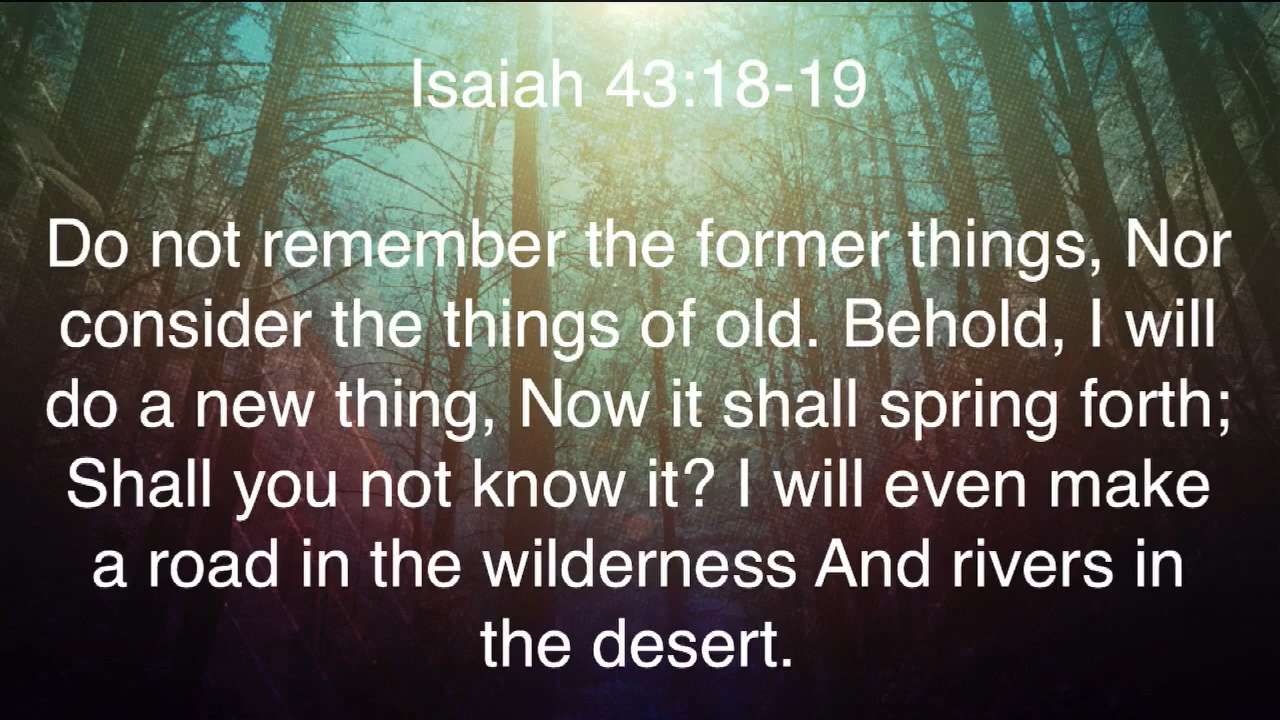 Isaiah 43:18-19
Do not remember the former things, Nor
consider the things of old. Behold, I will
do a new thing, Now it shall spring forth;
Shall you not know it? I will even make
a road in the wilderness And rivers in
the desert.